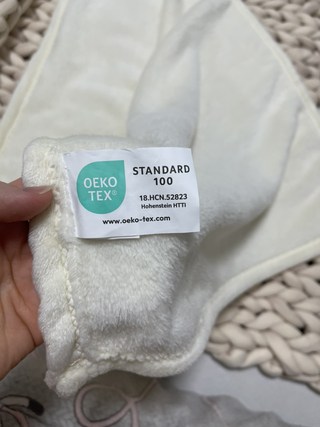 OEKO
TEX®
STANDARD
100
18.HCN.52823
Hohenstein HTTI
www.oeko-tex.com